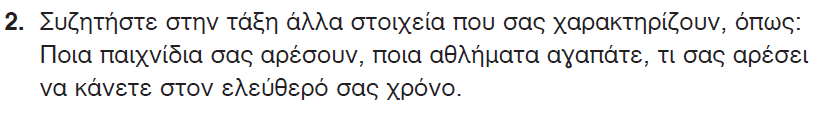 2. Συζητήστε στην τάξη άλλα στοιχεία που σας χαρακτηρίζουν, όπως:
Ποια παιχνίδια σας αρέσουν, ποια αθλήματα αγαπάτε, τι σας αρέσει
να κάνετε στον ελεύθερό σας χρόνο.